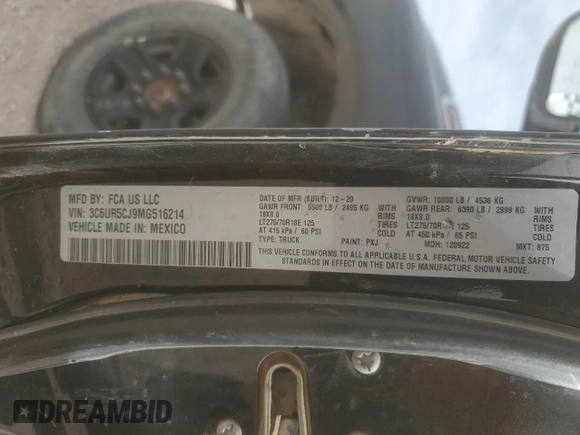 MFD BY: FCA US LLC
VIN: 3C6UR5CJ9MG516214
VEHICLE MADE IN: MEXICO
DATE OF MFR (BUILT): 12-20
GAWR FRONT: 5500 LB / 2495 KG
18X8.0
LT275/70R18E 125
AT 415 kPa / 60 PSI
TYPE: TRUCK
WITH
RIMS
TIRES
COLD
PAINT: PXJ
GVWR: 10000 LB / 4536 KG
GAWR REAR: 6390 LB / 2899 KG
18X8.0
LT275/70R 125
AT 450 kPa / 65 PSI
MDH: 120922
WITH
RIMS
TIRES
COLD
MKT: 875
THIS VEHICLE CONFORMS TO ALL APPLICABLE U.S.A. FEDERAL MOTOR VEHICLE SAFETY
STANDARDS IN EFFECT ON THE DATE OF MANUFACTURE SHOWN ABOVE.
DREAMBID